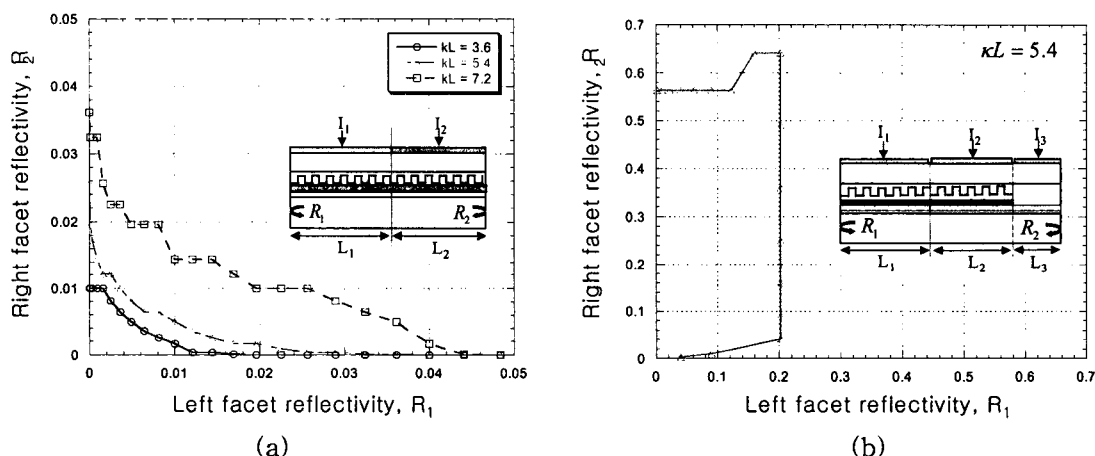 0.05
0.04
0.03
0.02
0.01
0
Right facet reflectivity, R2
kL = 3.6
kL = 5.4
kL = 7.2
I1
I2
R1
R2
L1
L2
0
0.01
0.02
0.03
0.04
0.05
Left facet reflectivity, R1
(a)
0.7
0.6
0.5
0.4
0.3
0.2
0.1
0
Right facet reflectivity, R2
κL = 5.4
I1
I2
I3
R1
R2
L1
L2
L3
0
0.1
0.2
0.3
0.4
0.5
0.6
0.7
Left facet reflectivity, R1
(b)